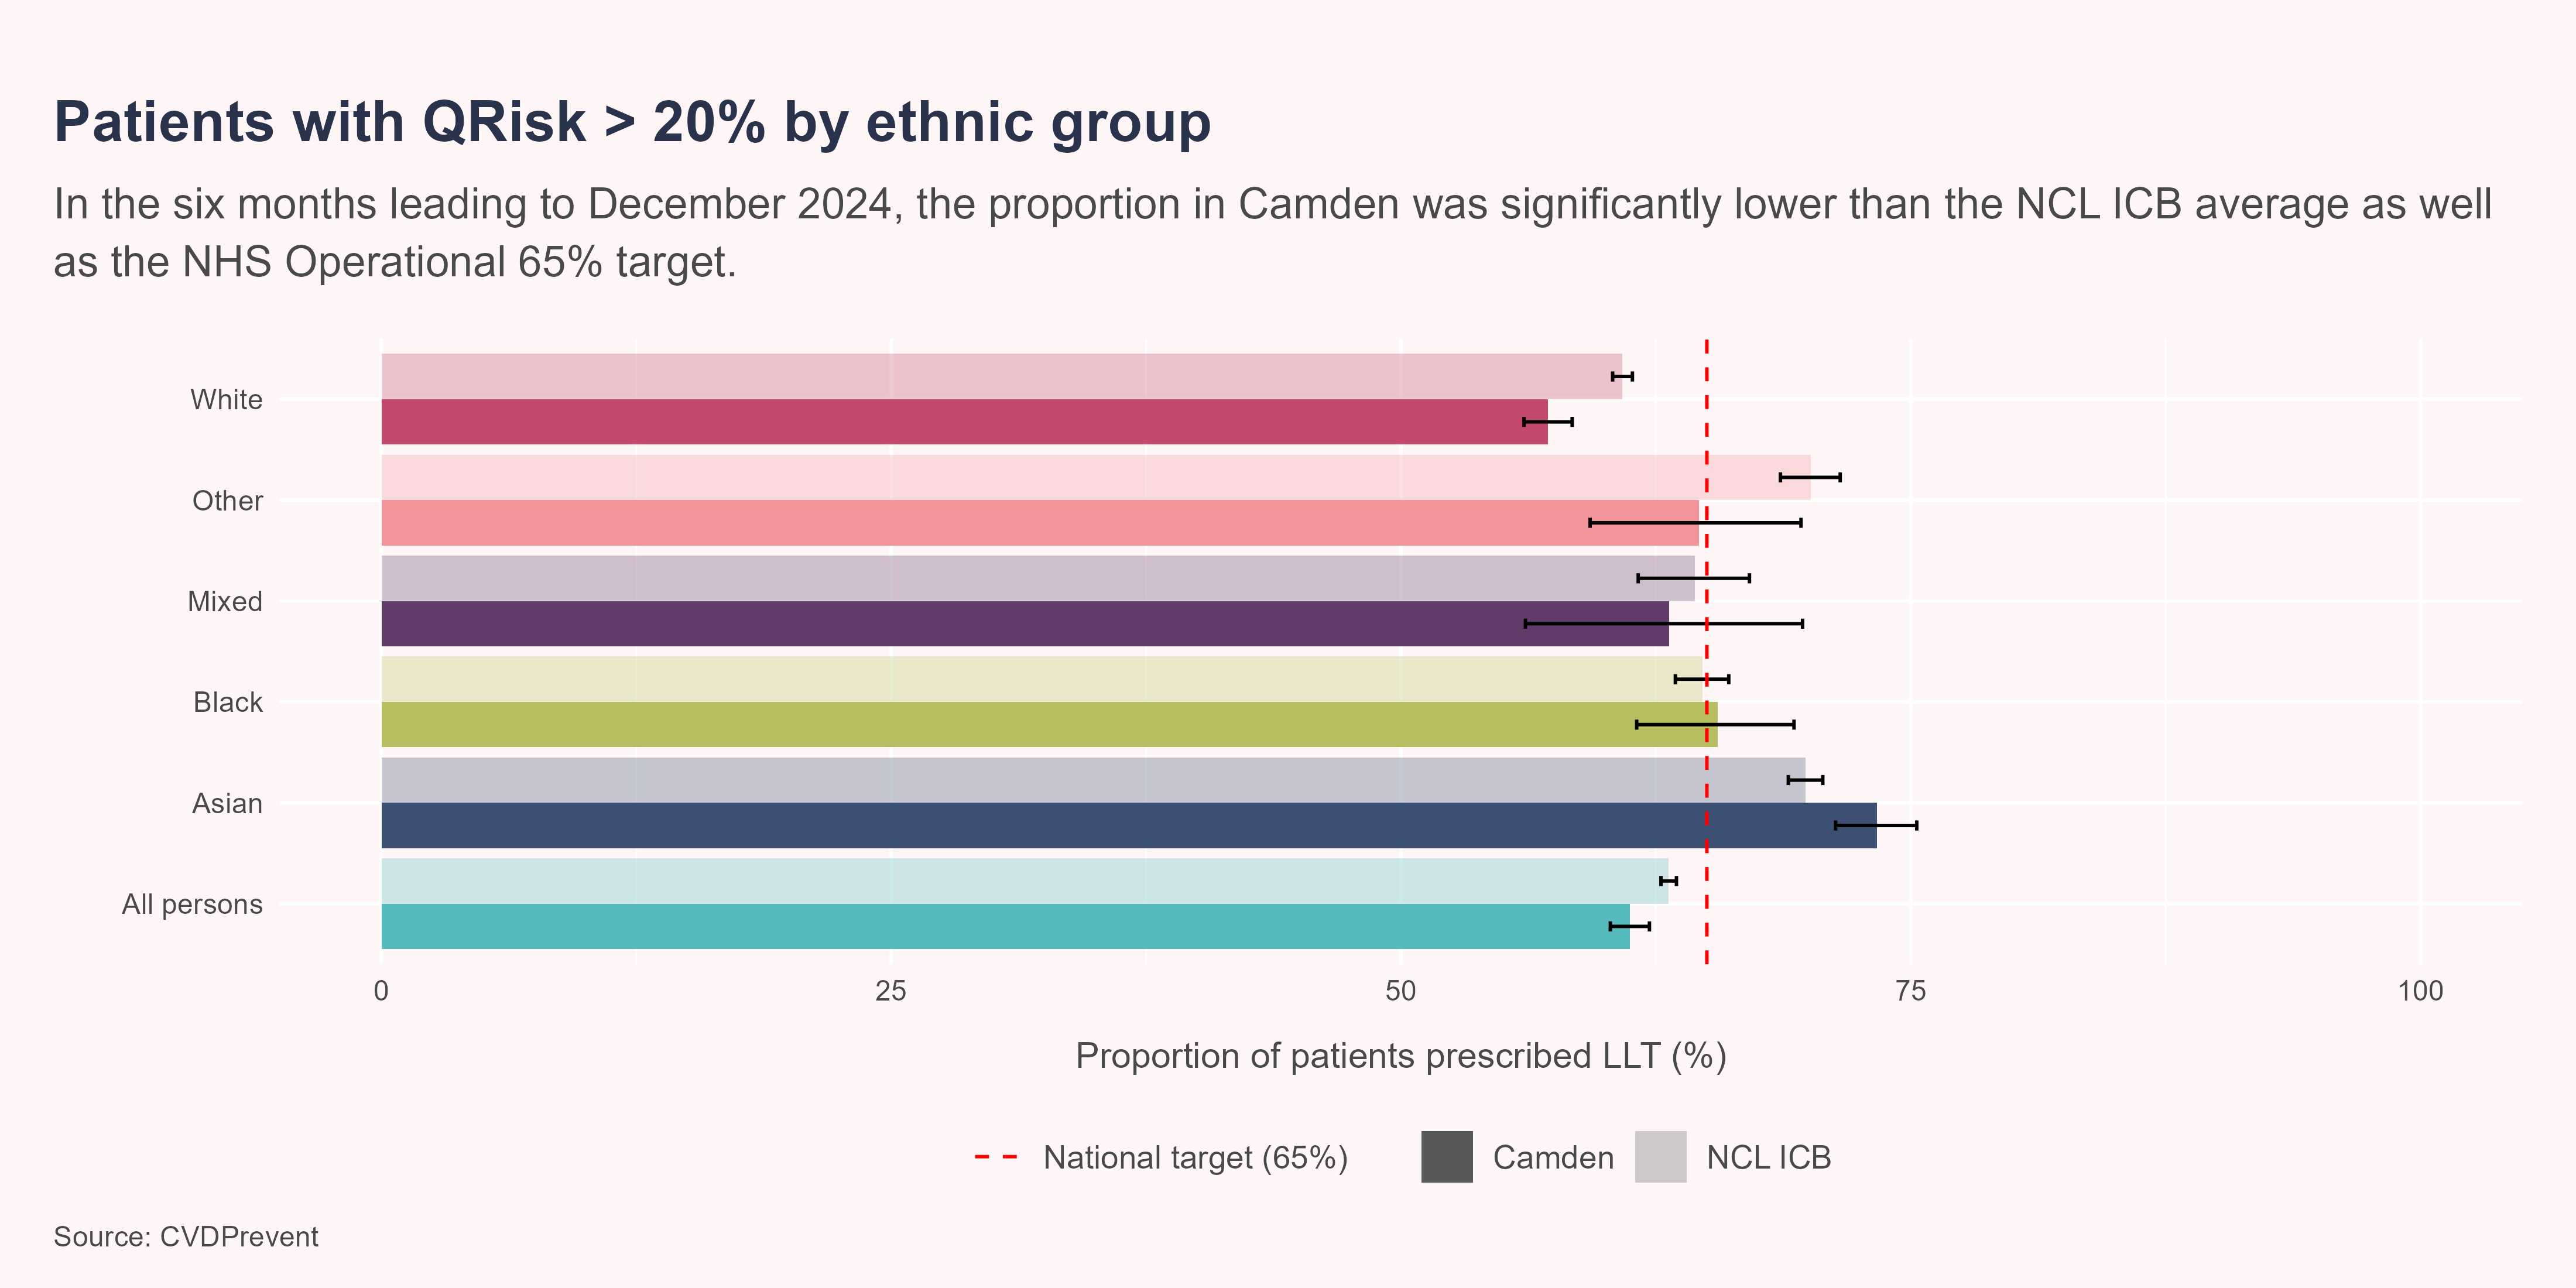 Patients with QRisk > 20% by ethnic group
In the six months leading to December 2024, the proportion in Camden was significantly lower than the NCL ICB average as well
as the NHS Operational 65% target.
White
Other
Mixed
Black
Asian
All persons
0 25 50 75 100
Proportion of patients prescribed LLT (%)
National target (65%) Camden NCL ICB
Source: CVDPrevent